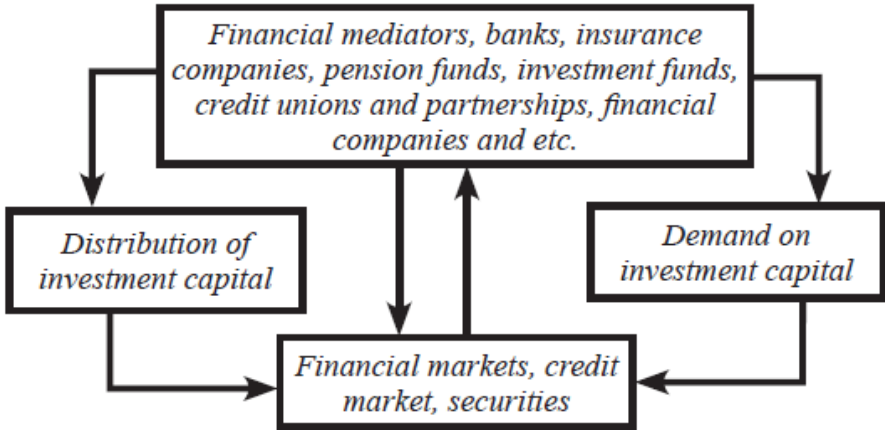 Financial mediators, banks, insurance
companies, pension funds, investment funds,
credit unions and partnerships, financial
companies and etc.
Distribution of
investment capital
Demand on
investment capital
Financial markets, credit
market, securities